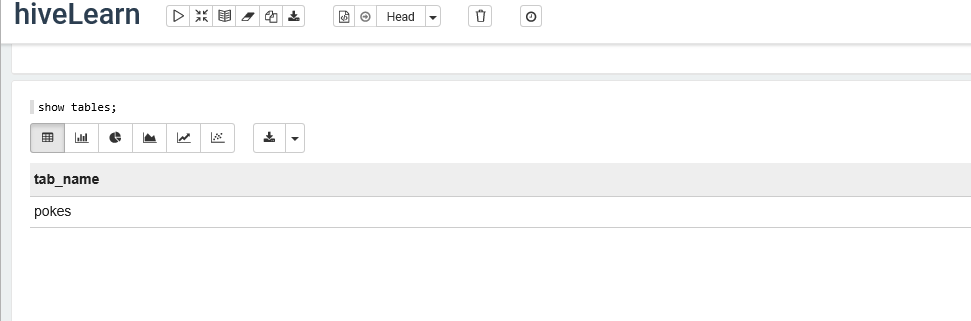 hiveLearn
Head
show tables;
tab_name
pokes